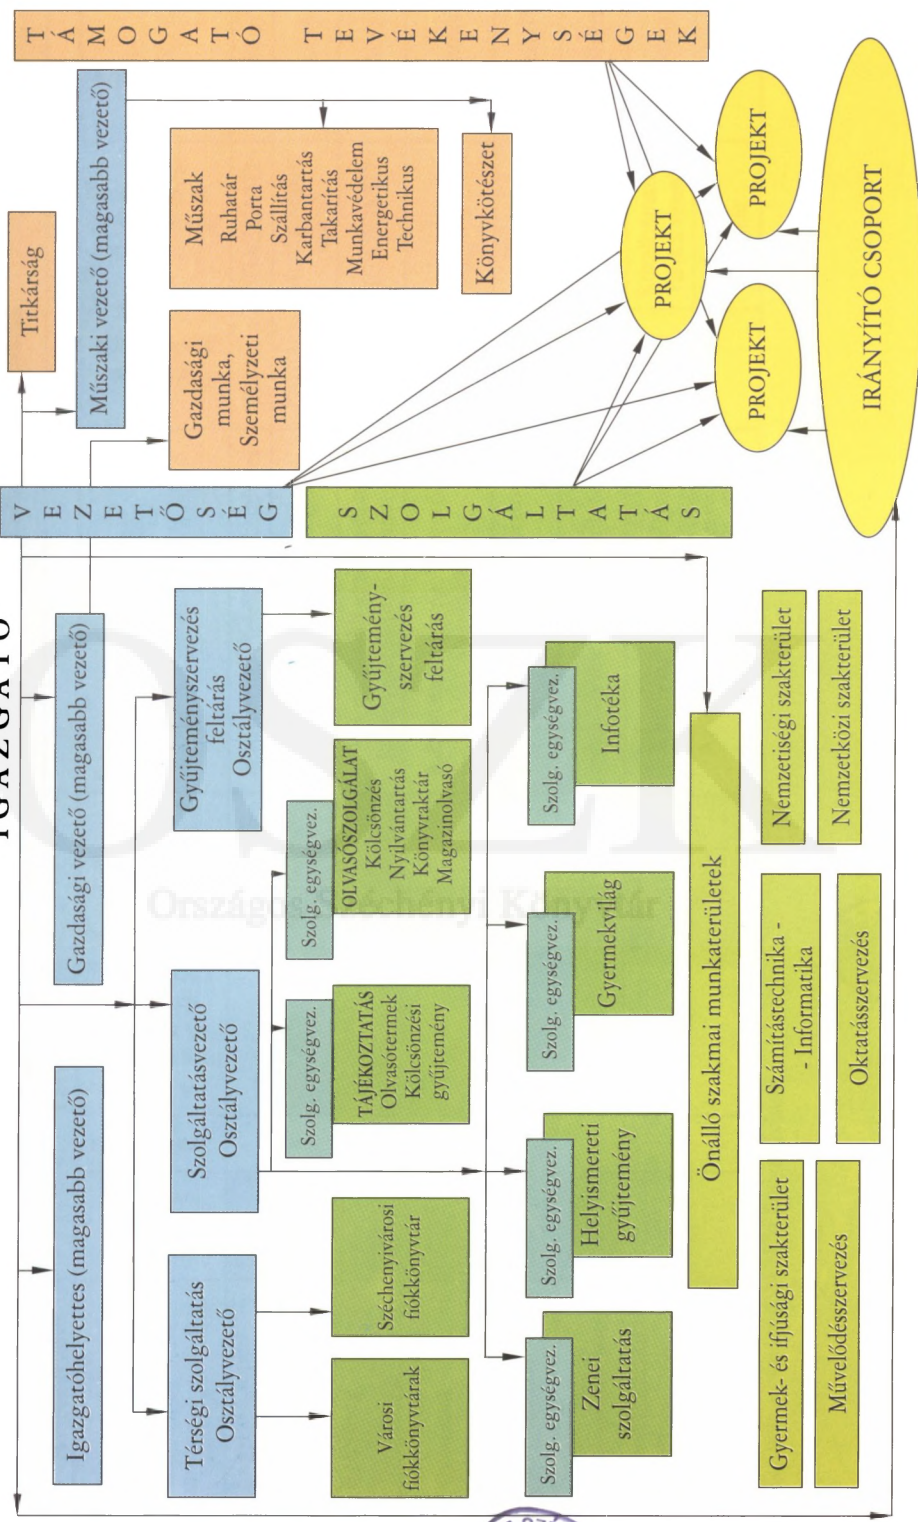 IGAZGATÓ
Igazgatóhelyettes (magasabb vezető)
Gazdasági vezető (magasabb vezető)
VEZETŐSÉG
Titkárság
Műszaki vezető (magasabb vezető)
TÁMOGATÓ TEVÉKENYSÉGEK
Térségi szolgáltatás
Osztályvezető
Szolgáltatásvezető
Osztályvezető
Gyűjteményszervezés
feltárás
Osztályvezető
Gazdasági
munka,
Személyzeti
munka
Műszak
Ruhatár
Porta
Szállítás
Karbantartás
Takarítás
Munkavédelem
Energetikus
Technikus
Könyvkötészet
Városi
fiókkönyvtárak
Széchenyivárosi
fiókkönyvtár
Szolg. egységvez.
TÁJÉKOZTATÁS
Olvasótermek
Kölcsönzési
gyűjtemény
Szolg. egységvez.
OLVASÓSZOLGÁLAT
Kölcsönzés
Nyilvántartás
Könyvraktár
Magazinolvasó
Gyűjtemény-
szervezés
feltárás
SZOLGÁLTATÁS
Szolg. egységvez.
Zenei
szolgáltatás
Szolg. egységvez.
Helyismereti
gyűjtemény
Szolg. egységvez.
Gyermekvilág
Szolg. egységvez.
Infotéka
Önálló szakmai munkaterületek
Gyermek- és ifjúsági szakterület
Művelődésszervezés
Számítástechnika -
- Informatika
Oktatásszervezés
Nemzetiségi szakterület
Nemzetközi szakterület
PROJEKT
PROJEKT
PROJEKT
IRÁNYÍTÓ CSOPORT
OSZK
Országos Széchényi Könyvtár